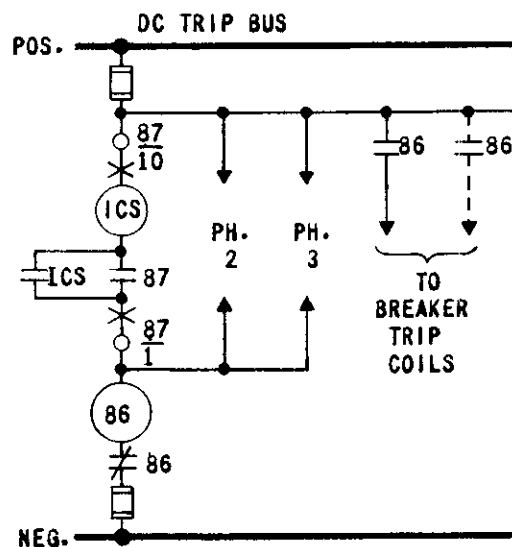 DC TRIP BUS
POS.
87
10
86
86
ICS
PH.
2
PH.
3
ICS
87
TO
BREAKER
TRIP
COILS
87
1
86
86
NEG.